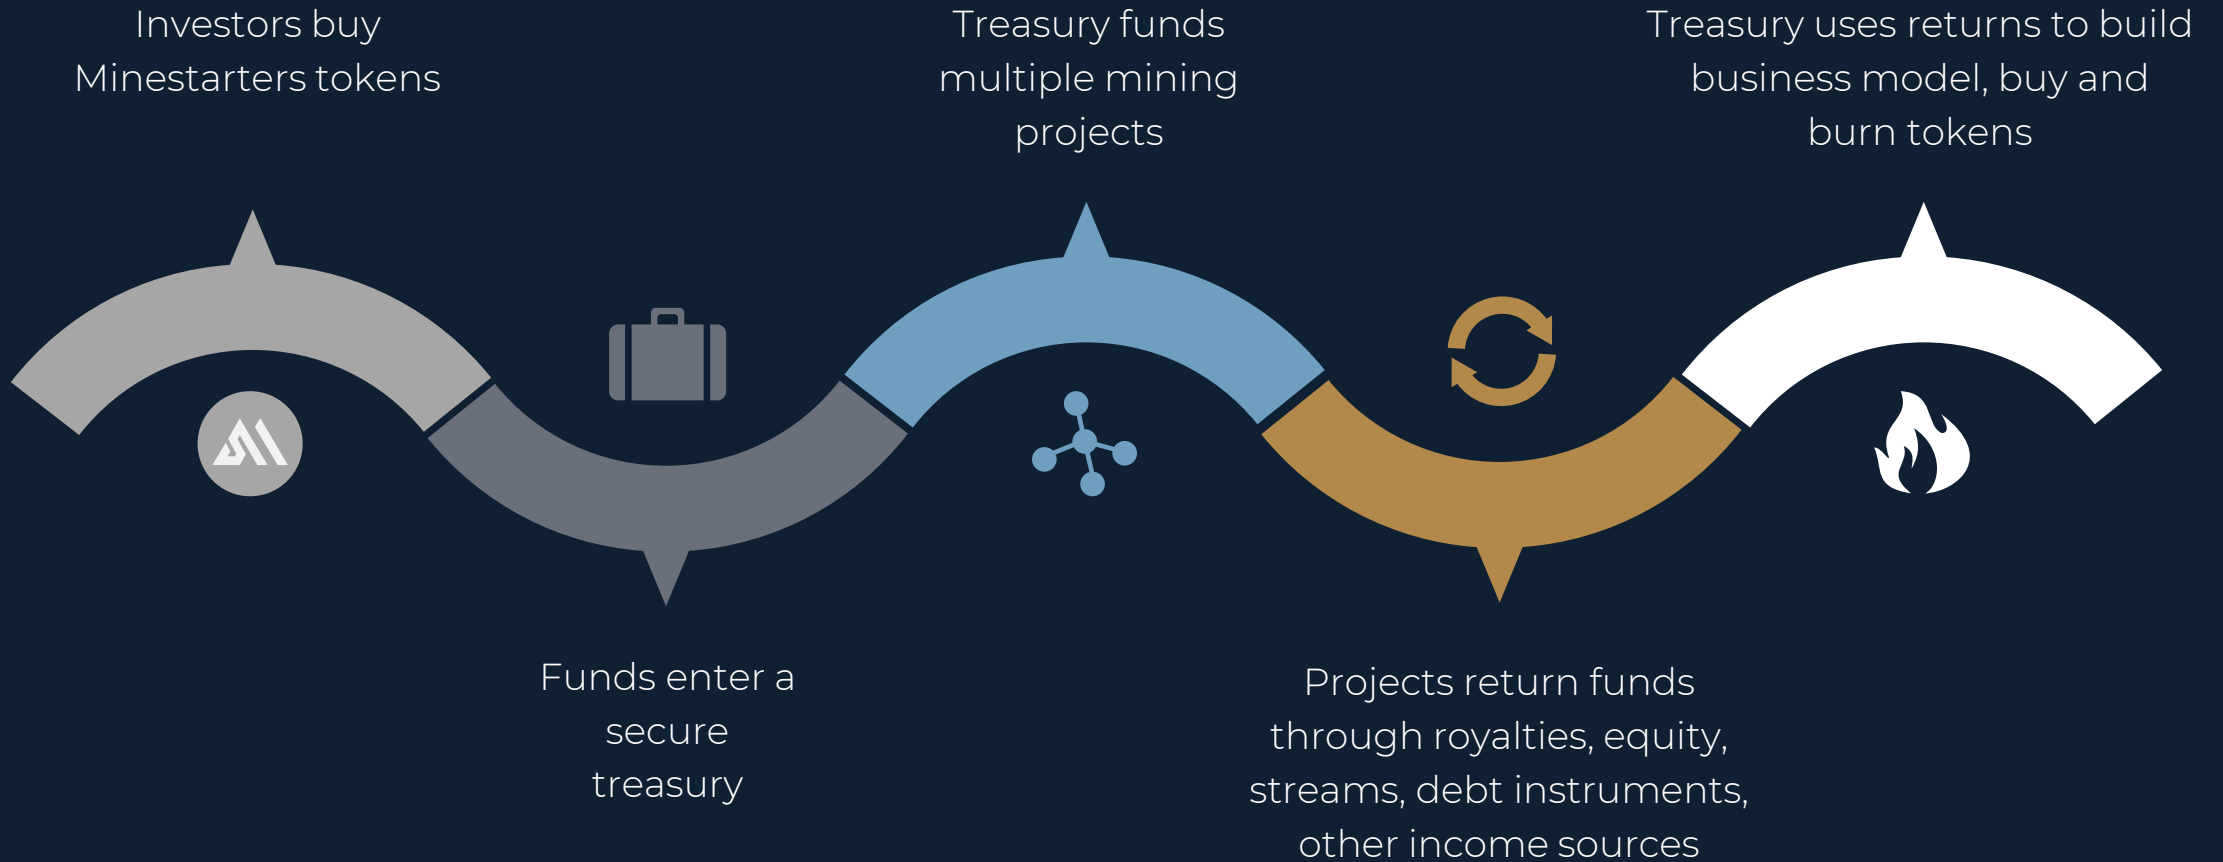 Investors buy
Minestarters tokens
Funds enter a
secure
treasury
Treasury funds
multiple mining
projects
Projects return funds
through royalties, equity,
streams, debt instruments,
other income sources
Treasury uses returns to build
business model, buy and
burn tokens